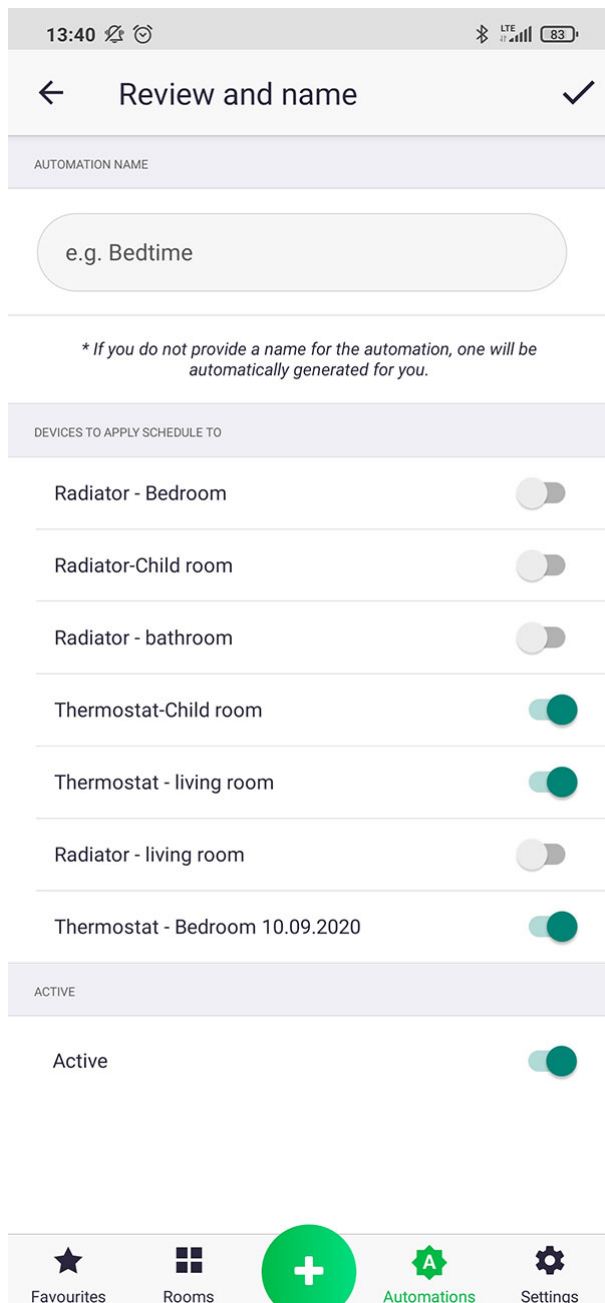 13:40
LTE
83
Review and name
AUTOMATION NAME
e.g. Bedtime
* If you do not provide a name for the automation, one will be
automatically generated for you.
DEVICES TO APPLY SCHEDULE TO
Radiator - Bedroom
Radiator-Child room
Radiator - bathroom
Thermostat-Child room
Thermostat - living room
Radiator - living room
Thermostat - Bedroom 10.09.2020
ACTIVE
Active
A
Favourites
Rooms
Automations
Settings